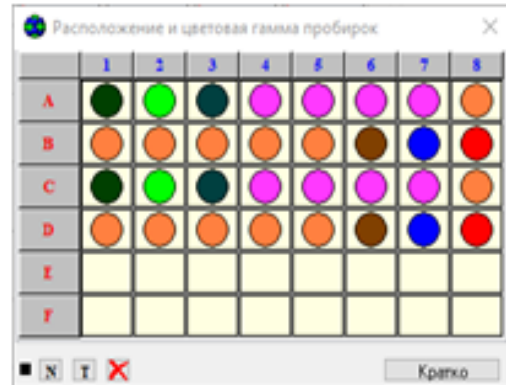 Расположение и цветовая гамма пробирок
1 2 3 4 5 6 7 8
A
B
C
D
E
F
N T Кратко